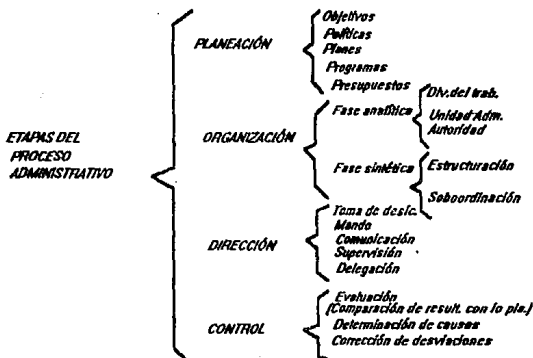 ETAPAS DEL
PROCESO
ADMINISTRATIVO
PLANEACIÓN
Objetivos
Políticas
Planes
Programas
Presupuestos
ORGANIZACIÓN
Fase analítica
Div.del trab.
Unidad Adm.
Autoridad
Fase sintética
Estructuración
Soboordinación
DIRECCIÓN
Toma de desic.
Mando
Comunicación
Supervisión
Delegación
CONTROL
Evaluación
(Comparación de result. con lo pla.)
Determinación de causas
Corrección de desviaciones